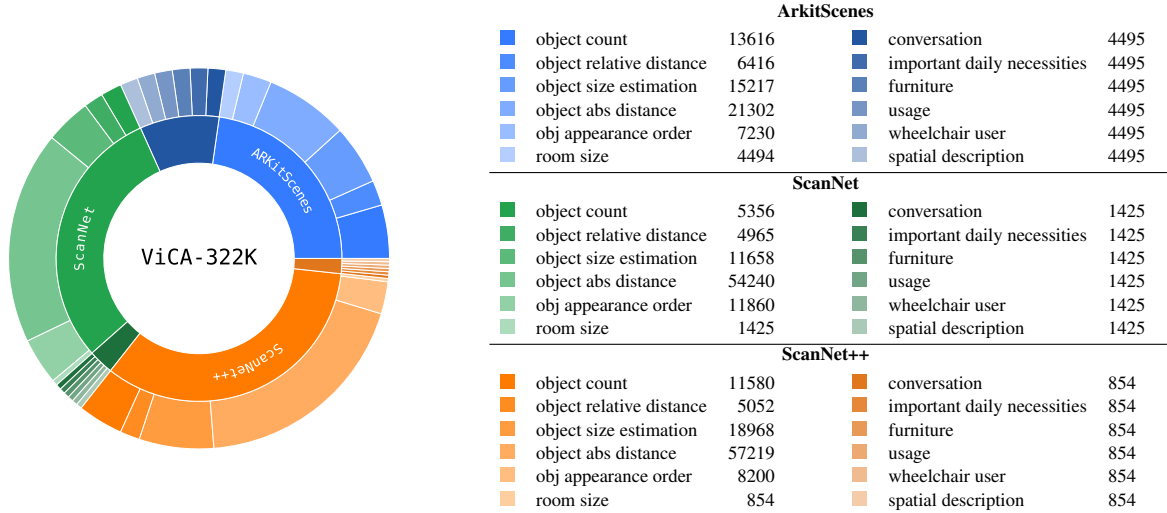 ViCA-322K
ARKitScenes
ScanNet
ScanNet++
ArkitScenes
object count 13616 conversation 4495
object relative distance 6416 important daily necessities 4495
object size estimation 15217 furniture 4495
object abs distance 21302 usage 4495
obj appearance order 7230 wheelchair user 4495
room size 4494 spatial description 4495
ScanNet
object count 5356 conversation 1425
object relative distance 4965 important daily necessities 1425
object size estimation 11658 furniture 1425
object abs distance 54240 usage 1425
obj appearance order 11860 wheelchair user 1425
room size 1425 spatial description 1425
ScanNet++
object count 11580 conversation 854
object relative distance 5052 important daily necessities 854
object size estimation 18968 furniture 854
object abs distance 57219 usage 854
obj appearance order 8200 wheelchair user 854
room size 854 spatial description 854